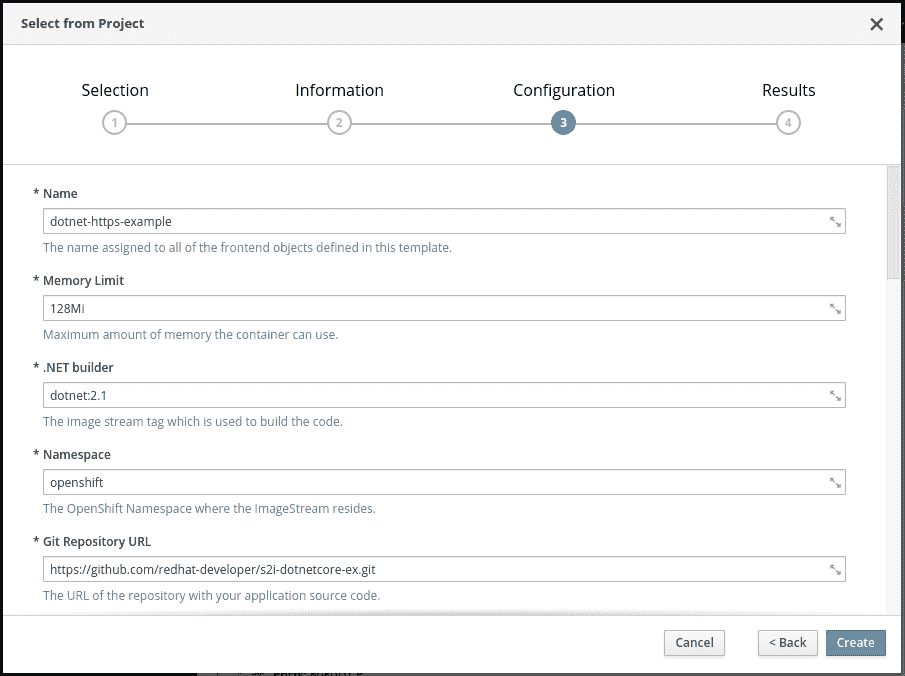 Select from Project
Selection Information Configuration Results
1 2 3 4
* Name
dotnet-https-example
The name assigned to all of the frontend objects defined in this template.
* Memory Limit
128Mi
Maximum amount of memory the container can use.
* .NET builder
dotnet:2.1
The image stream tag which is used to build the code.
* Namespace
openshift
The OpenShift Namespace where the ImageStream resides.
* Git Repository URL
https://github.com/redhat-developer/s2i-dotnetcore-ex.git
The URL of the repository with your application source code.
Cancel < Back Create